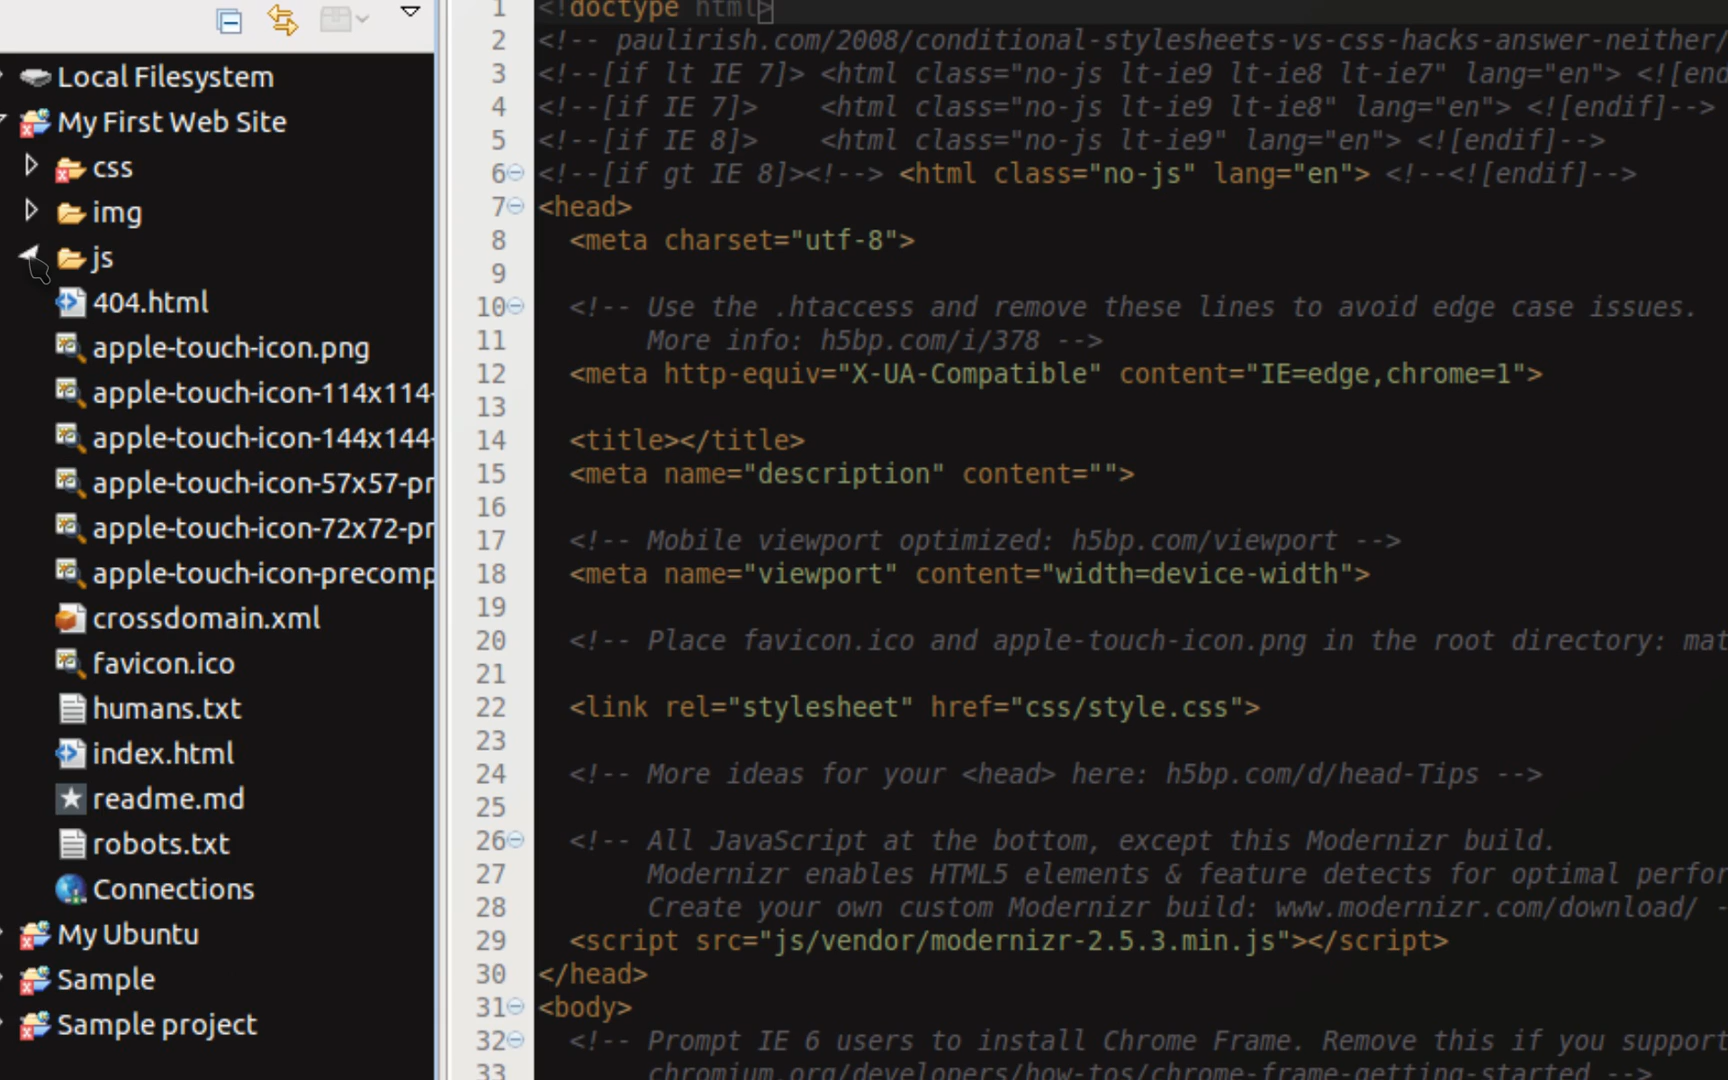 Local Filesystem
My First Web Site
css
img
js
404.html
apple-touch-icon.png
apple-touch-icon-114x114-
apple-touch-icon-144x144-
apple-touch-icon-57x57-pr
apple-touch-icon-72x72-pr
apple-touch-icon-precomp
crossdomain.xml
favicon.ico
humans.txt
index.html
readme.md
robots.txt
Connections
My Ubuntu
Sample
Sample project
1 <!doctype html>
2 <!-- paulirish.com/2008/conditional-stylesheets-vs-css-hacks-answer-neither/
3 <!--[if lt IE 7]> <html class="no-js lt-ie9 lt-ie8 lt-ie7" lang="en"> <![end
4 <!--[if IE 7]>    <html class="no-js lt-ie9 lt-ie8" lang="en"> <![endif]-->
5 <!--[if IE 8]>    <html class="no-js lt-ie9" lang="en"> <![endif]-->
6 <!--[if gt IE 8]><!--> <html class="no-js" lang="en"> <!--<![endif]-->
7 <head>
8   <meta charset="utf-8">
9
10   <!-- Use the .htaccess and remove these lines to avoid edge case issues.
11        More info: h5bp.com/i/378 -->
12   <meta http-equiv="X-UA-Compatible" content="IE=edge,chrome=1">
13
14   <title></title>
15   <meta name="description" content="">
16
17   <!-- Mobile viewport optimized: h5bp.com/viewport -->
18   <meta name="viewport" content="width=device-width">
19
20   <!-- Place favicon.ico and apple-touch-icon.png in the root directory: mat
21
22   <link rel="stylesheet" href="css/style.css">
23
24   <!-- More ideas for your <head> here: h5bp.com/d/head-Tips -->
25
26   <!-- All JavaScript at the bottom, except this Modernizr build.
27        Modernizr enables HTML5 elements & feature detects for optimal perfor
28        Create your own custom Modernizr build: www.modernizr.com/download/ -
29   <script src="js/vendor/modernizr-2.5.3.min.js"></script>
30 </head>
31 <body>
32   <!-- Prompt IE 6 users to install Chrome Frame. Remove this if you support
33        chromium.org/developers/how-tos/chrome-frame-getting-started -->